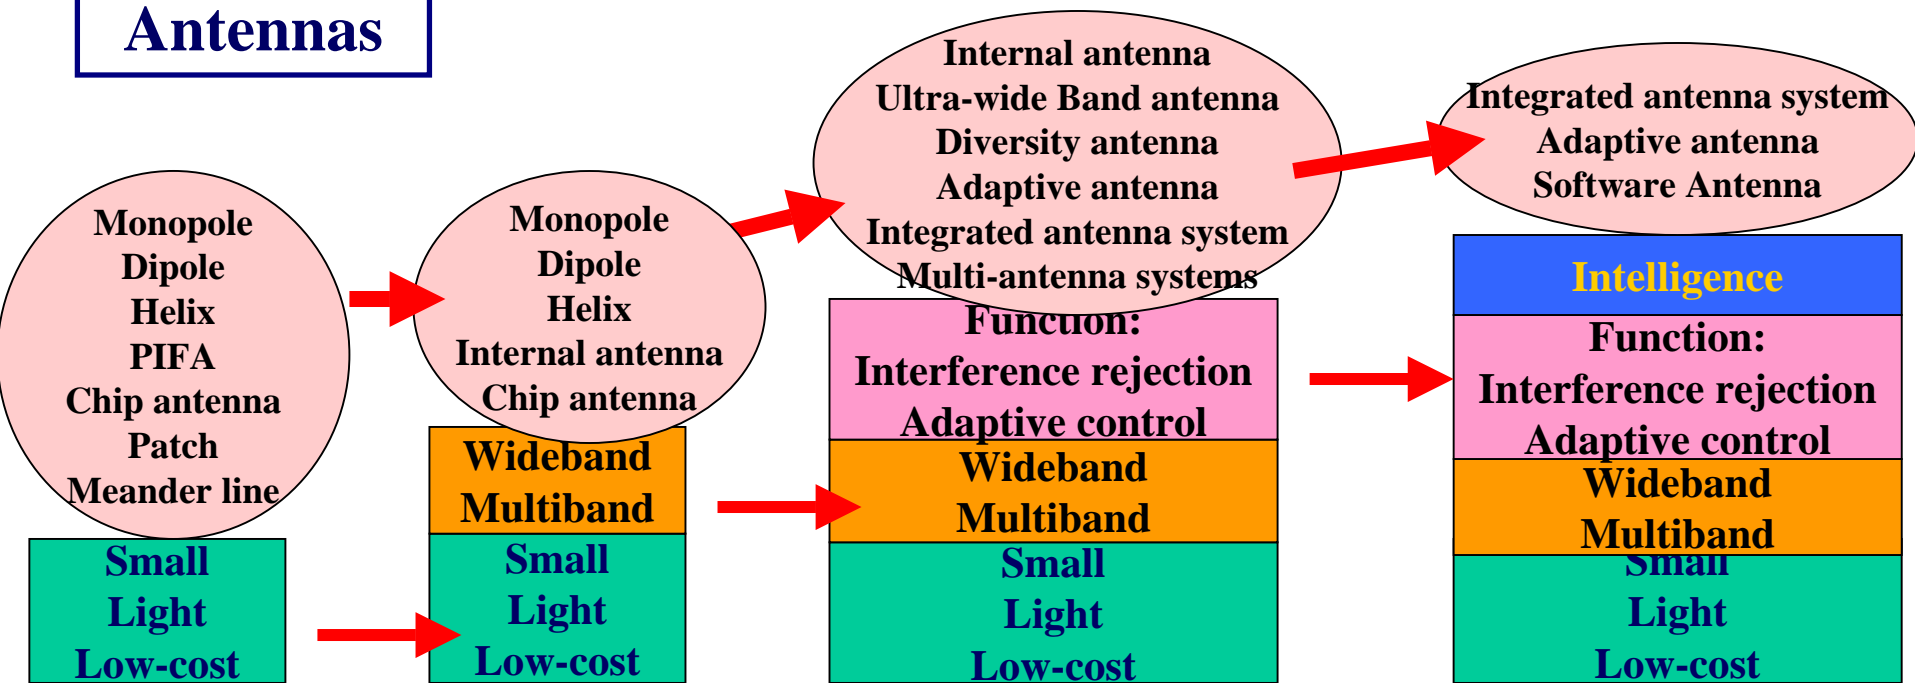 Antennas
Monopole
Dipole
Helix
PIFA
Chip antenna
Patch
Meander line
Small
Light
Low-cost
Monopole
Dipole
Helix
Internal antenna
Chip antenna
Wideband
Multiband
Small
Light
Low-cost
Internal antenna
Ultra-wide Band antenna
Diversity antenna
Adaptive antenna
Integrated antenna system
Multi-antenna systems
Function:
Interference rejection
Adaptive control
Wideband
Multiband
Small
Light
Low-cost
Integrated antenna system
Adaptive antenna
Software Antenna
Intelligence
Function:
Interference rejection
Adaptive control
Wideband
Multiband
Small
Light
Low-cost